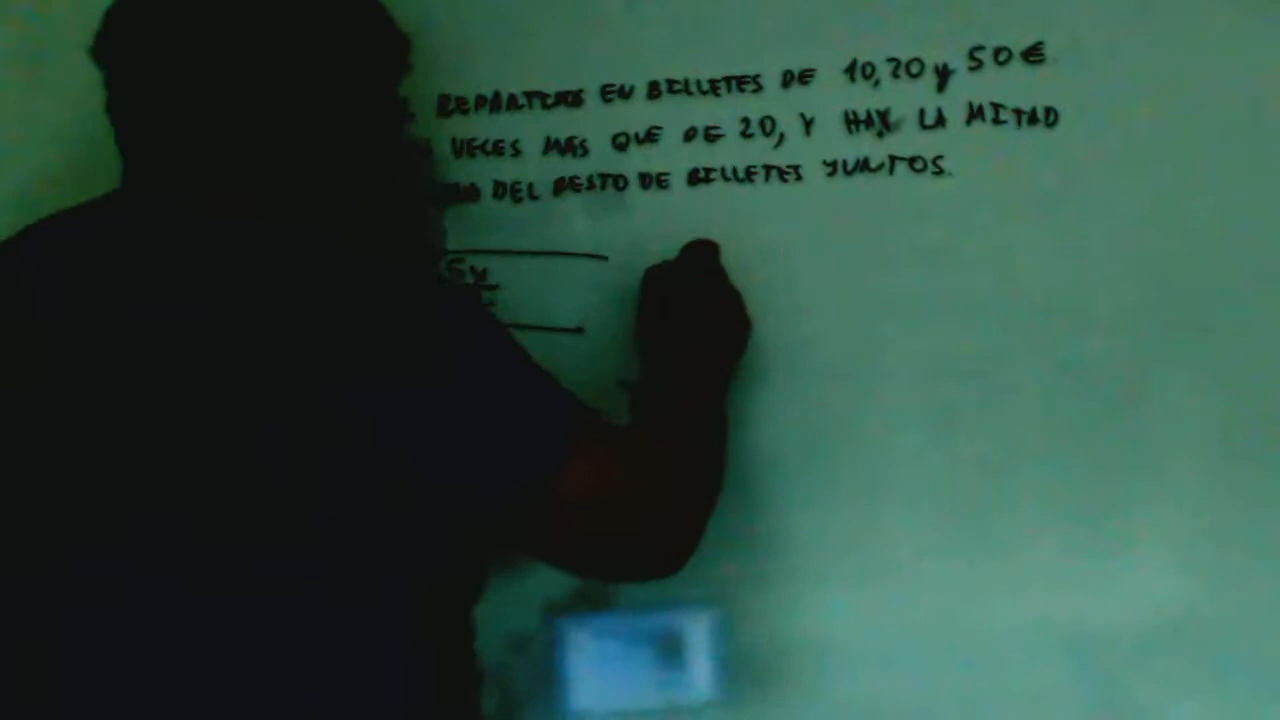 REPARTIDOS EN BILLETES DE 10, 20 y 50€
VECES MÁS QUE DE 20, Y HAY LA MITAD
DEL RESTO DE BILLETES JUNTOS.